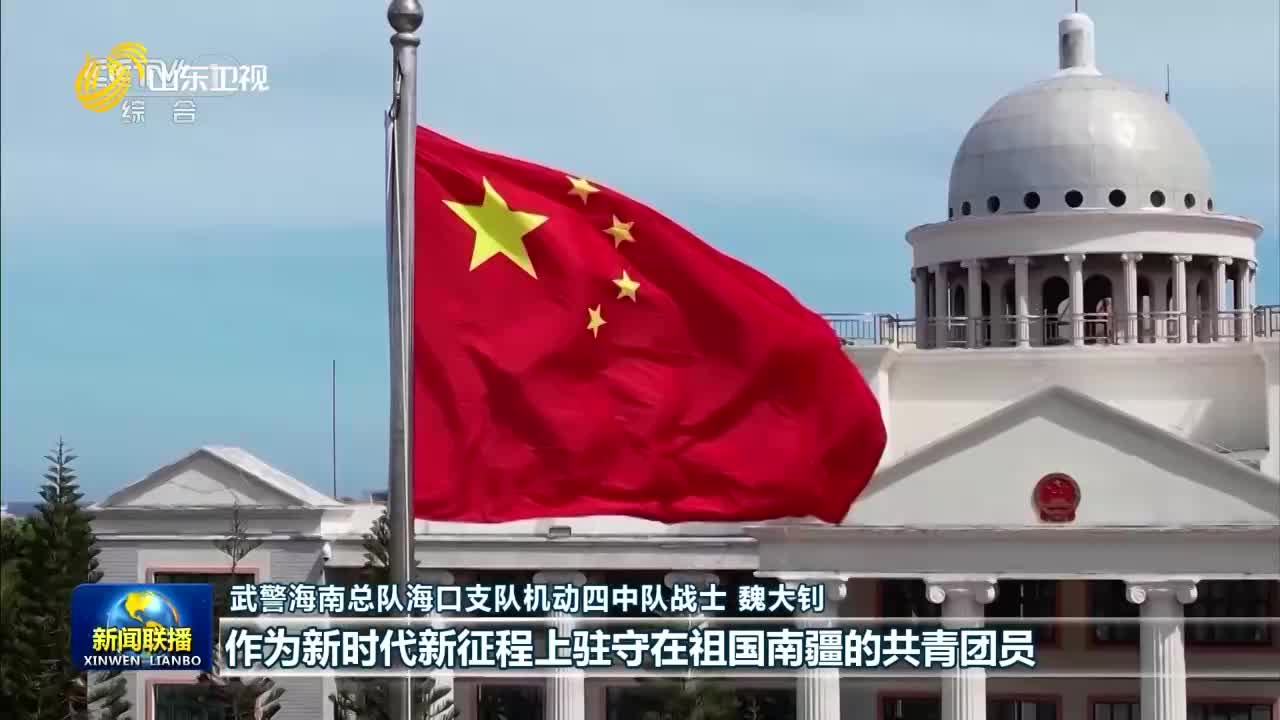 山东卫视
综合
武警海南总队海口支队机动四中队战士 魏大钊
新闻联播
XINWEN LIANBO
作为新时代新征程上驻守在祖国南疆的共青团员